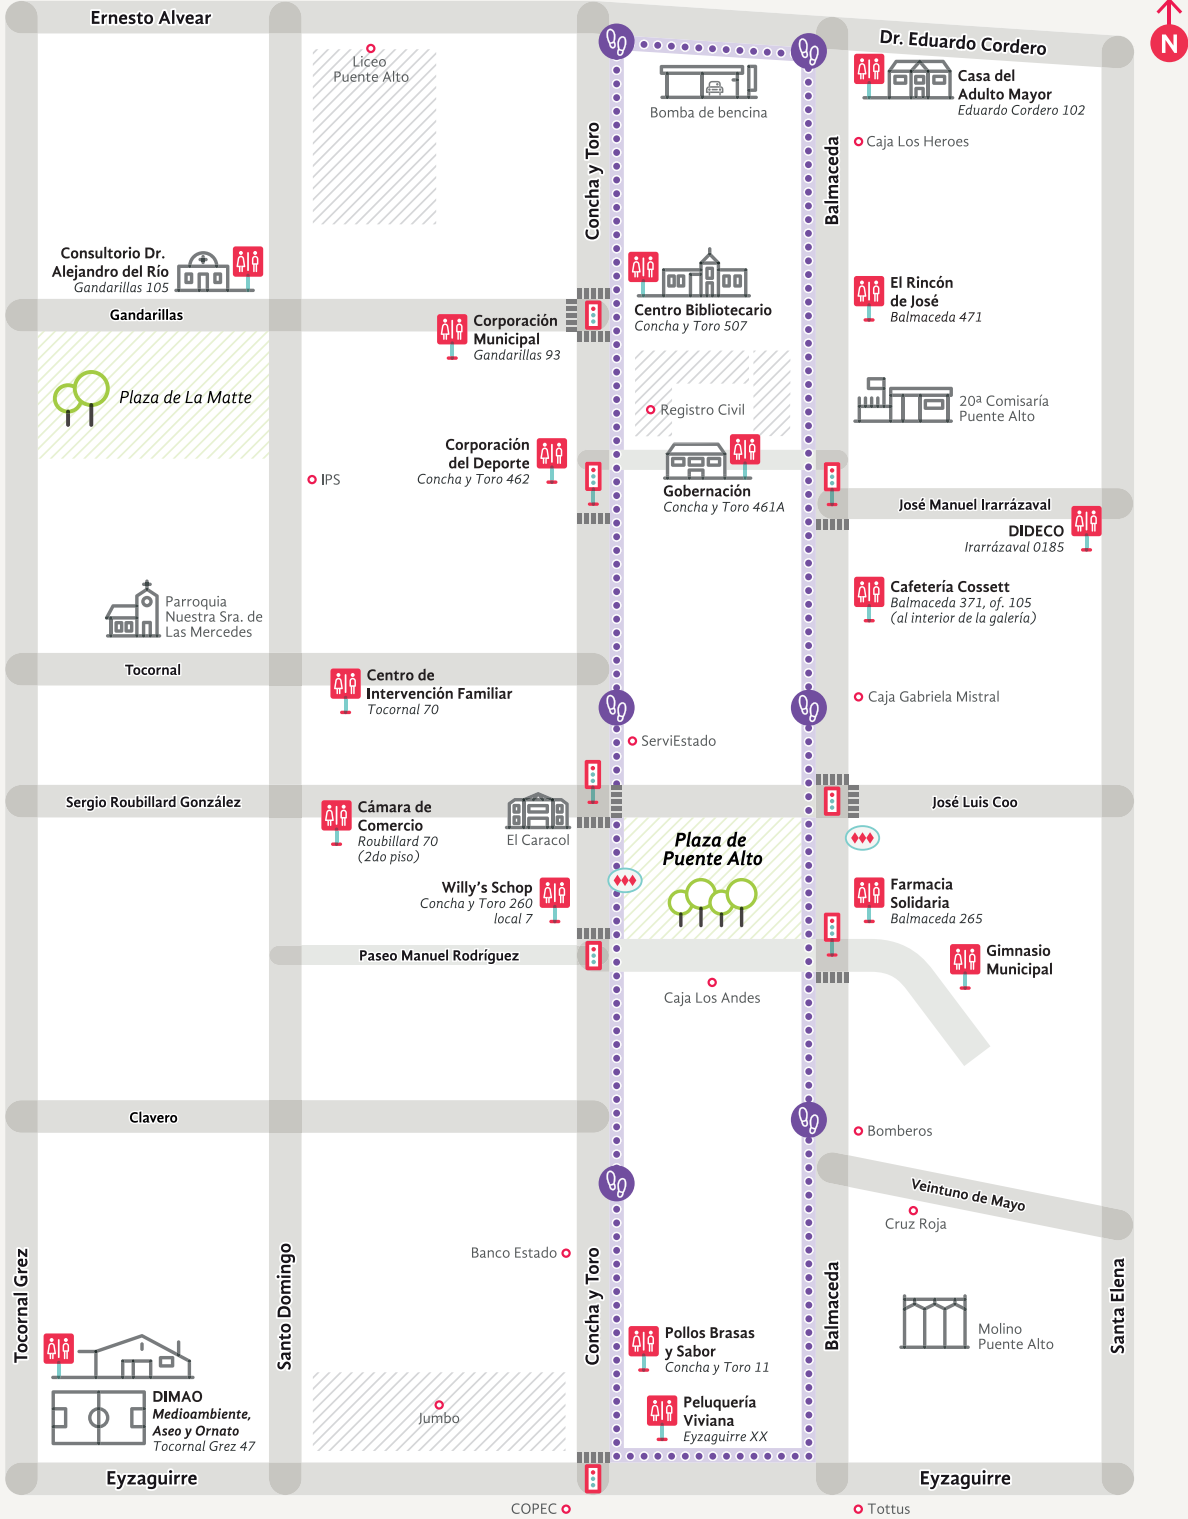 Ernesto Alvear
Dr. Eduardo Cordero
N
Liceo
Puente Alto
Bomba de bencina
Casa del
Adulto Mayor
Eduardo Cordero 102
Caja Los Heroes
Concha y Toro
Balmaceda
Consultorio Dr.
Alejandro del Río
Gandarillas 105
Gandarillas
Corporación
Municipal
Gandarillas 93
Centro Bibliotecario
Concha y Toro 507
El Rincón
de José
Balmaceda 471
Plaza de La Matte
Registro Civil
20ª Comisaría
Puente Alto
Corporación
del Deporte
Concha y Toro 462
IPS
Gobernación
Concha y Toro 461A
José Manuel Irarrázaval
DIDECO
Irarrázaval 0185
Cafetería Cossett
Balmaceda 371, of. 105
(al interior de la galería)
Parroquia
Nuestra Sra. de
Las Mercedes
Tocornal
Centro de
Intervención Familiar
Tocornal 70
Caja Gabriela Mistral
ServiEstado
Sergio Roubillard González
Cámara de
Comercio
Roubillard 70
(2do piso)
El Caracol
José Luis Coo
Plaza de
Puente Alto
Willy's Schop
Concha y Toro 260
local 7
Farmacia
Solidaria
Balmaceda 265
Paseo Manuel Rodríguez
Gimnasio
Municipal
Caja Los Andes
Clavero
Bomberos
Veintuno de Mayo
Cruz Roja
Banco Estado
Tocornal Grez
Santo Domingo
Concha y Toro
Balmaceda
Santa Elena
Molino
Puente Alto
Pollos Brasas
y Sabor
Concha y Toro 11
Peluquería
Viviana
Eyzaguirre XX
DIMAO
Medioambiente,
Aseo y Ornato
Tocornal Grez 47
Jumbo
Eyzaguirre
Eyzaguirre
COPEC
Tottus